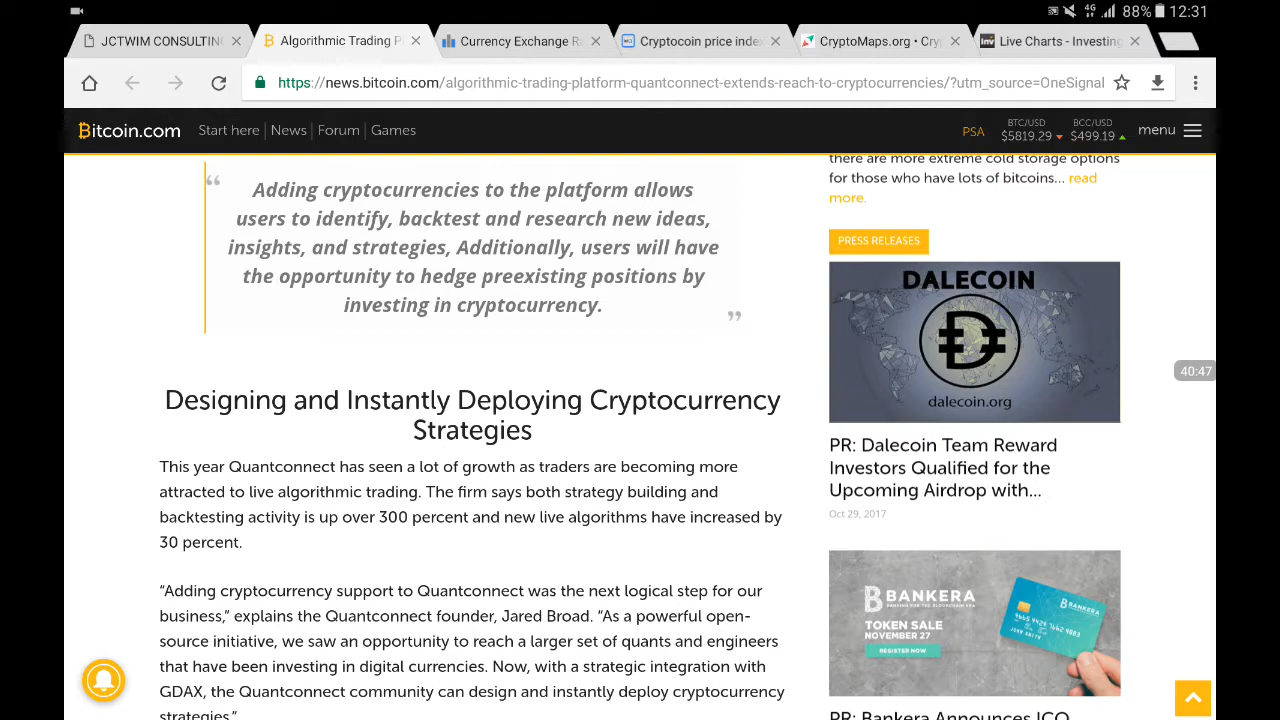 4G 88% 12:31
JCTWIM CONSULTIN
Algorithmic Trading P
Currency Exchange Ra
Cryptocoin price index
CryptoMaps.org • Cry
Live Charts - Investing
https://news.bitcoin.com/algorithmic-trading-platform-quantconnect-extends-reach-to-cryptocurrencies/?utm_source=OneSignal
Bitcoin.com Start here News Forum Games
PSA
BTC/USD
$5819.29
BCC/USD
$499.19
menu
“
Adding cryptocurrencies to the platform allows
users to identify, backtest and research new ideas,
insights, and strategies, Additionally, users will have
the opportunity to hedge preexisting positions by
investing in cryptocurrency.
”
Designing and Instantly Deploying Cryptocurrency
Strategies
This year Quantconnect has seen a lot of growth as traders are becoming more
attracted to live algorithmic trading. The firm says both strategy building and
backtesting activity is up over 300 percent and new live algorithms have increased by
30 percent.
“Adding cryptocurrency support to Quantconnect was the next logical step for our
business,” explains the Quantconnect founder, Jared Broad. “As a powerful open-
source initiative, we saw an opportunity to reach a larger set of quants and engineers
that have been investing in digital currencies. Now, with a strategic integration with
GDAX, the Quantconnect community can design and instantly deploy cryptocurrency
strategies.”
there are more extreme cold storage options
for those who have lots of bitcoins... read
more.
PRESS RELEASES
DALECOIN
dalecoin.org
PR: Dalecoin Team Reward
Investors Qualified for the
Upcoming Airdrop with...
Oct 29, 2017
BANKERA
TOKEN SALE
NOVEMBER 27
REGISTER NOW
BANKERA
JOHN SMITH
PR: Bankera Announces ICO
40:47